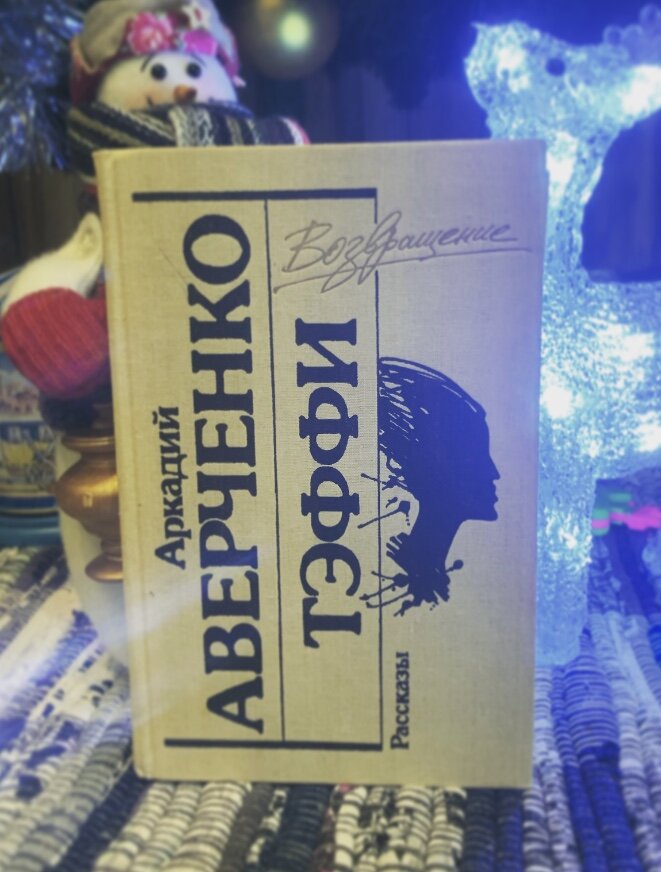 Возвращение
Аркадий
АВЕРЧЕНКО
ТЭФФИ
Рассказы